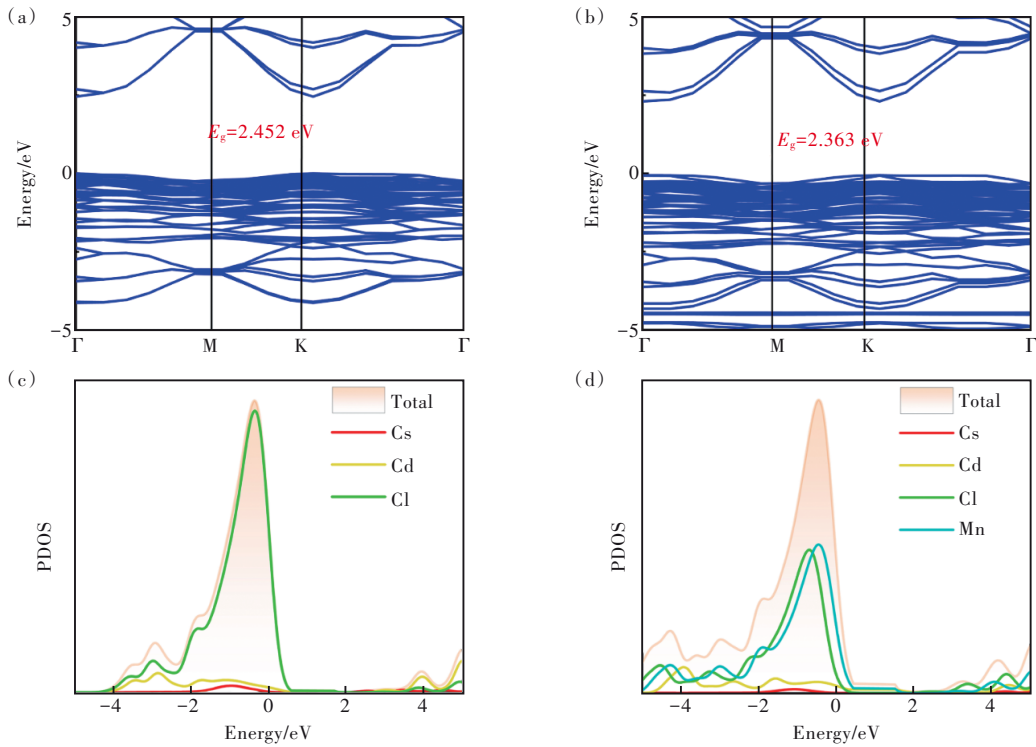 (a)
5
0
−5
Energy/eV
E_g=2.452 eV
Γ
M
K
Γ
(b)
5
0
−5
Energy/eV
E_g=2.363 eV
Γ
M
K
Γ
(c)
PDOS
Total
Cs
Cd
Cl
−4
−2
0
2
4
Energy/eV
(d)
PDOS
Total
Cs
Cd
Cl
Mn
−4
−2
0
2
4
Energy/eV